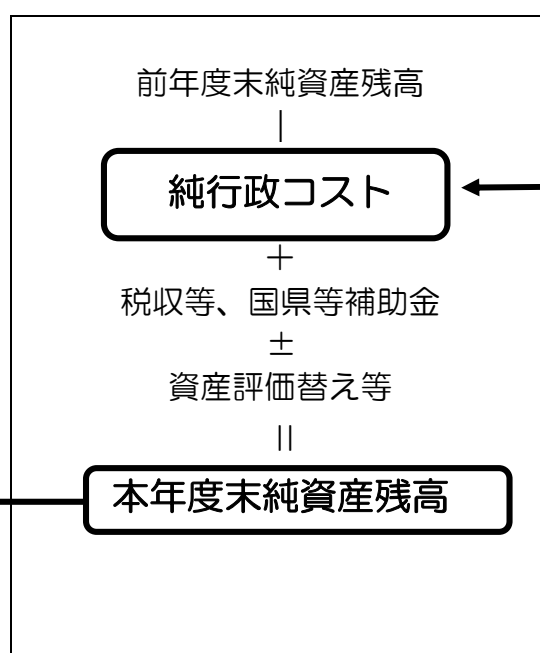 前年度末純資産残高
｜
純行政コスト
＋
税収等、国県等補助金
±
資産評価替え等
||
本年度末純資産残高